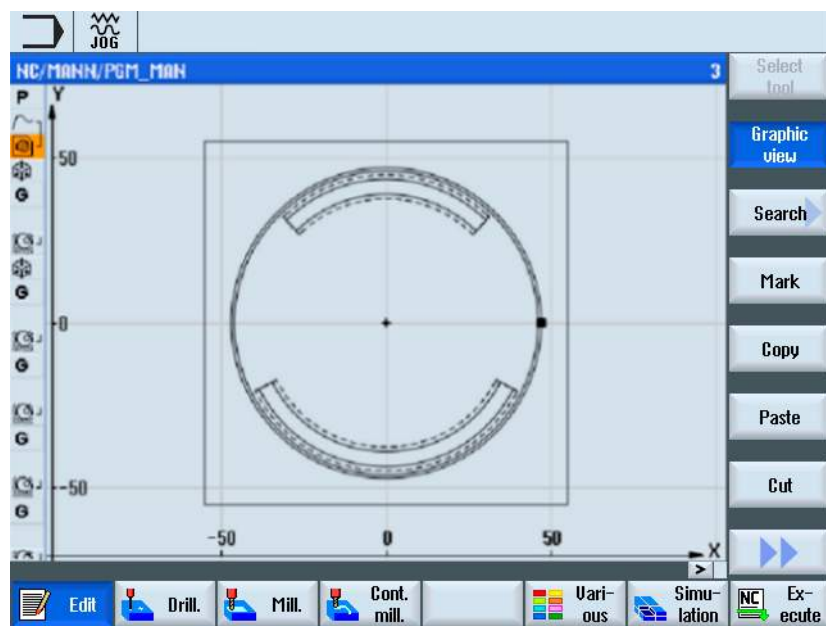 JOG
NC/MANN/PGM_MAN 3
Select
tool
P Y
Graphic
view
50
G
Search
G
Mark
0
G
Copy
Paste
G
Cut
-50
G
-50 0 50
X
>
Edit
Drill.
Mill.
Cont.
mill.
Vari-
ous
Simu-
lation
NC
Ex-
ecute